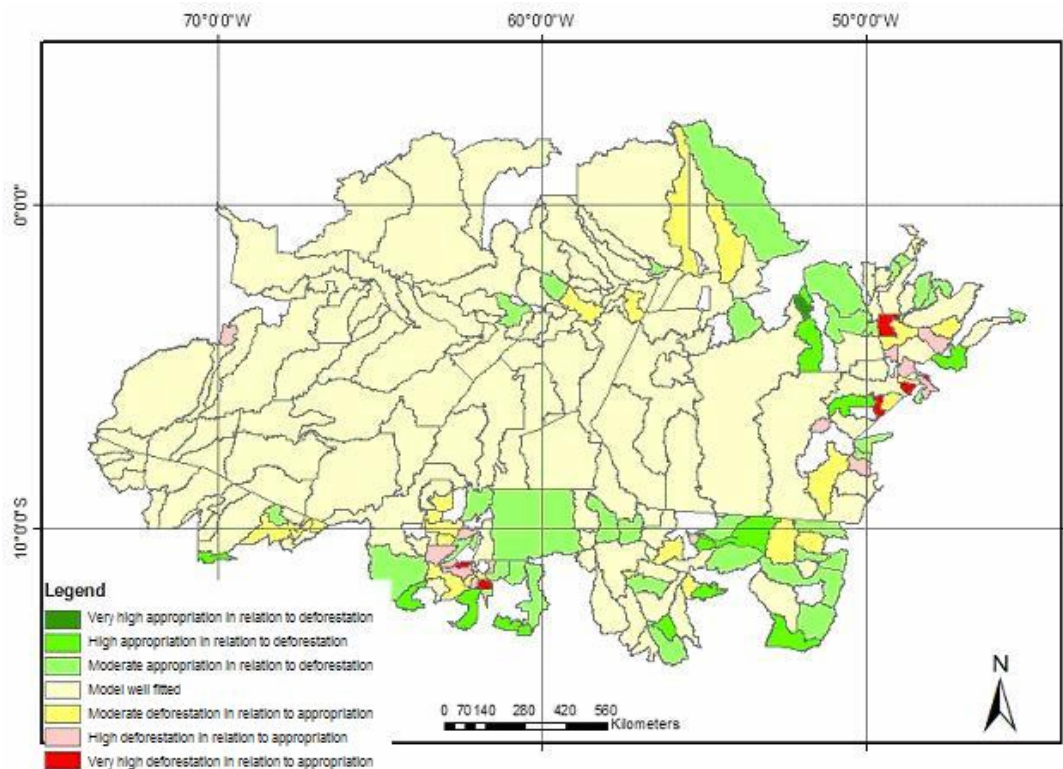 70°0'0"W 60°0'0"W 50°0'0"W
0°0'0"
10°0'0"S
Legend
Very high appropriation in relation to deforestation
High appropriation in relation to deforestation
Moderate appropriation in relation to deforestation
Model well fitted
Moderate deforestation in relation to appropriation
High deforestation in relation to appropriation
Very high deforestation in relation to appropriation
0 70 140 280 420 560
Kilometers
N